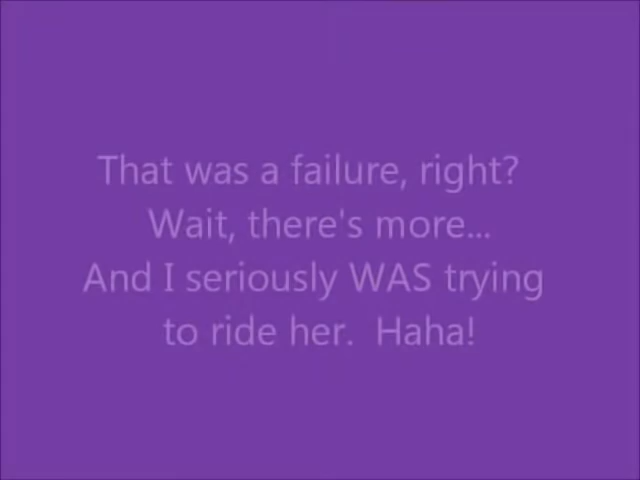 That was a failure, right?
Wait, there's more...
And I seriously WAS trying
to ride her.  Haha!